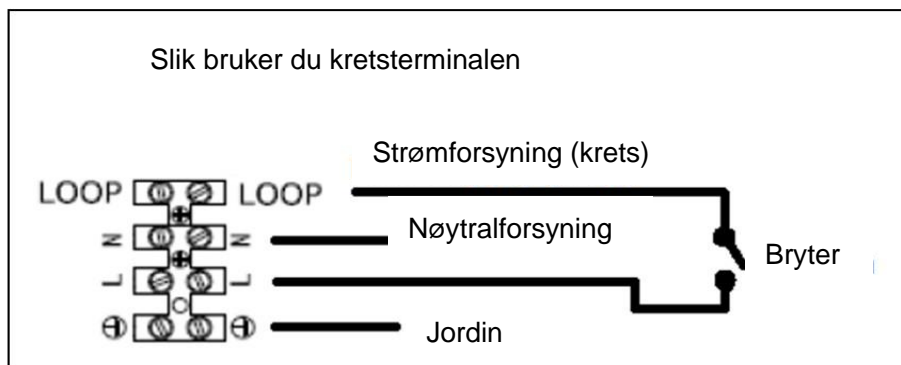 Slik bruker du kretsterminalen
Strømforsyning (krets)
LOOP LOOP
N N Nøytralforsyning
Bryter
L L
Jordin